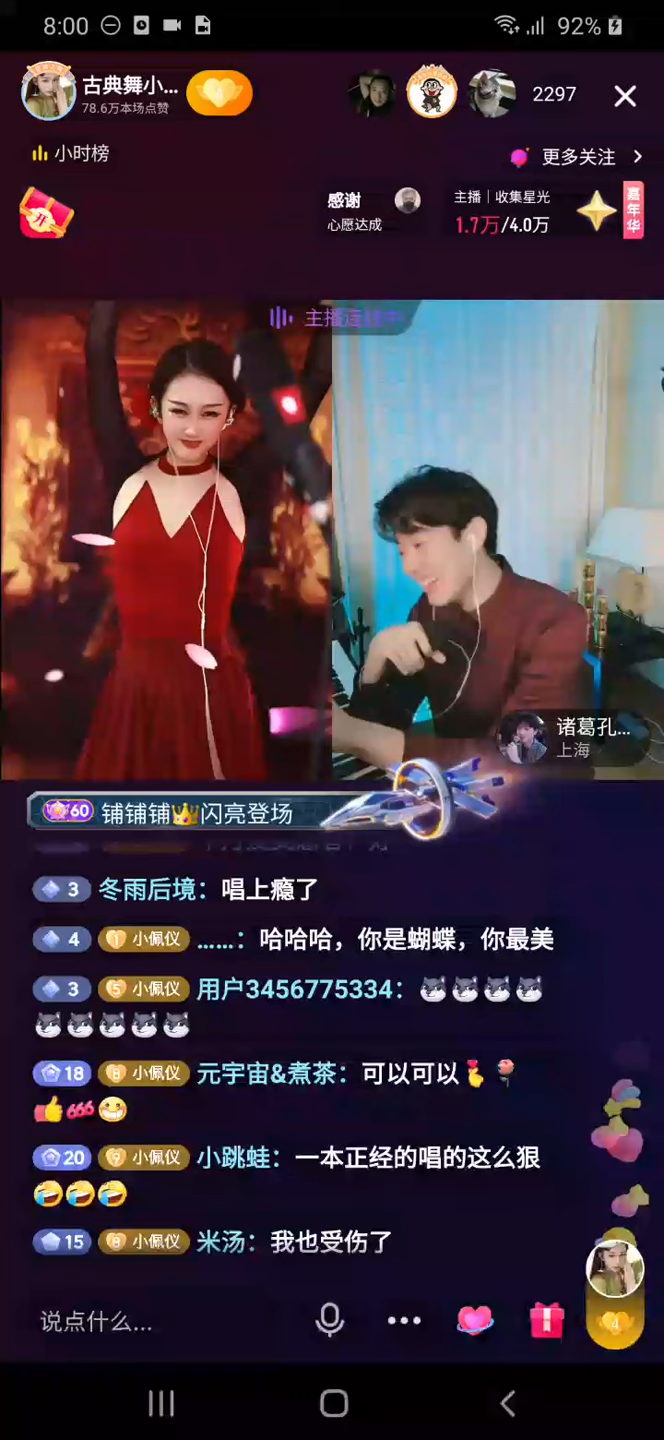 8:00
92%
古典舞小...
78.6万本场点赞
2297
小时榜
更多关注
开
感谢
心愿达成
主播｜收集星光
1.7万/4.0万
嘉年华
主播连线中
诸葛孔...
上海
60 铺铺铺👑闪亮登场
3 冬雨后境：唱上瘾了
4 1 小佩仪 ......：哈哈哈，你是蝴蝶，你最美
3 5 小佩仪 用户3456775334：
18 8 小佩仪 元宇宙&煮茶：可以可以
666
20 9 小佩仪 小跳蛙：一本正经的唱的这么狠
🤣🤣🤣
15 8 小佩仪 米汤：我也受伤了
说点什么...
4